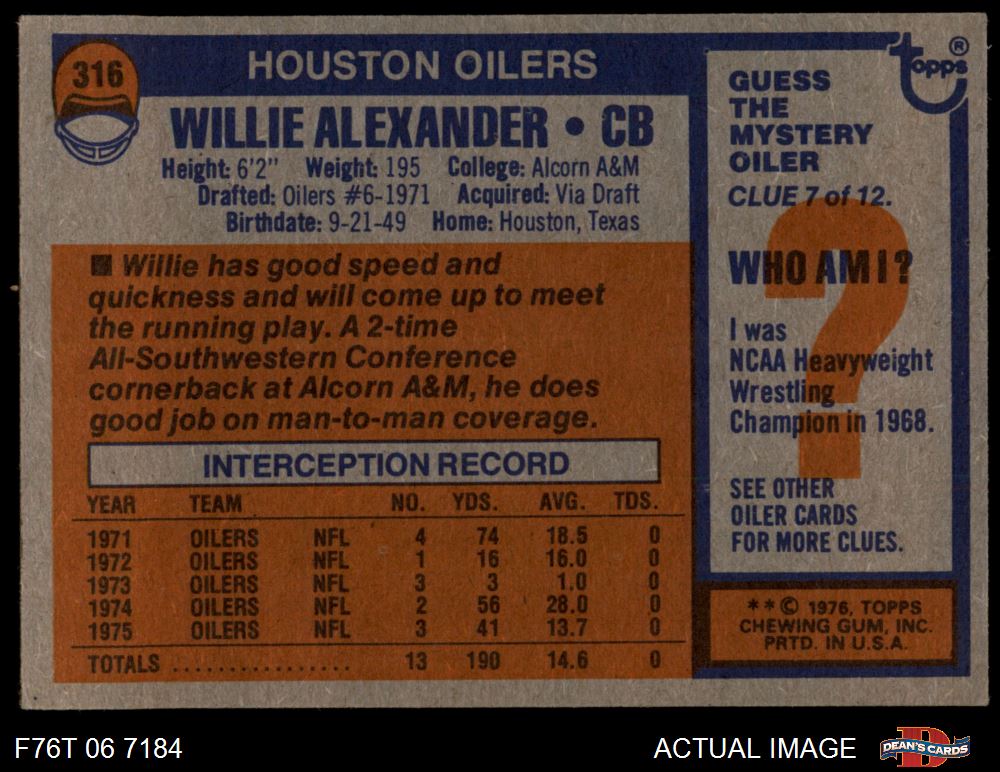 316
HOUSTON OILERS
WILLIE ALEXANDER • CB
Height: 6'2" Weight: 195 College: Alcorn A&M
Drafted: Oilers #6-1971 Acquired: Via Draft
Birthdate: 9-21-49 Home: Houston, Texas
■ Willie has good speed and
quickness and will come up to meet
the running play. A 2-time
All-Southwestern Conference
cornerback at Alcorn A&M, he does
good job on man-to-man coverage.
INTERCEPTION RECORD
YEAR TEAM NO. YDS. AVG. TDS.
1971 OILERS NFL 4 74 18.5 0
1972 OILERS NFL 1 16 16.0 0
1973 OILERS NFL 3 3 1.0 0
1974 OILERS NFL 2 56 28.0 0
1975 OILERS NFL 3 41 13.7 0
TOTALS ................. 13 190 14.6 0
topps ®
GUESS
THE
MYSTERY
OILER
CLUE 7 of 12.
?
WHO AM I?
I was
NCAA Heavyweight
Wrestling
Champion in 1968.
SEE OTHER
OILER CARDS
FOR MORE CLUES.
**© 1976, TOPPS
CHEWING GUM, INC.
PRTD. IN U.S.A.
F76T 06 7184
ACTUAL IMAGE
D
DEAN'S CARDS